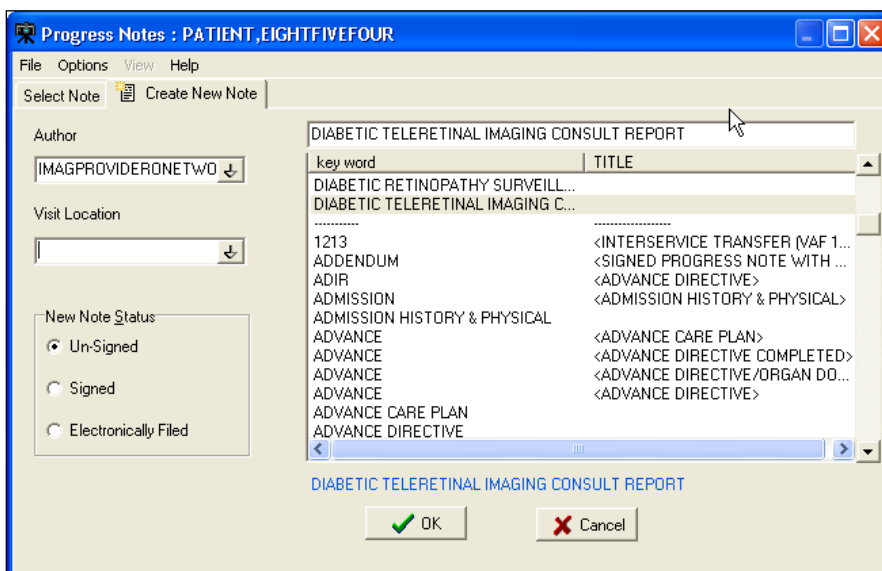 Progress Notes : PATIENT,EIGHTFIVEFOUR
File Options View Help
Select Note Create New Note
Author
IMAGPROVIDERONETWO
Visit Location
New Note Status
Un-Signed
Signed
Electronically Filed
DIABETIC TELERETINAL IMAGING CONSULT REPORT
key word TITLE
DIABETIC RETINOPATHY SURVEILL...
DIABETIC TELERETINAL IMAGING C...
----------- -------------------
1213 <INTERSERVICE TRANSFER (VAF 1...
ADDENDUM <SIGNED PROGRESS NOTE WITH ...
ADIR <ADVANCE DIRECTIVE>
ADMISSION <ADMISSION HISTORY & PHYSICAL>
ADMISSION HISTORY & PHYSICAL
ADVANCE <ADVANCE CARE PLAN>
ADVANCE <ADVANCE DIRECTIVE COMPLETED>
ADVANCE <ADVANCE DIRECTIVE/ORGAN DO...
ADVANCE <ADVANCE DIRECTIVE>
ADVANCE CARE PLAN
ADVANCE DIRECTIVE
DIABETIC TELERETINAL IMAGING CONSULT REPORT
OK Cancel